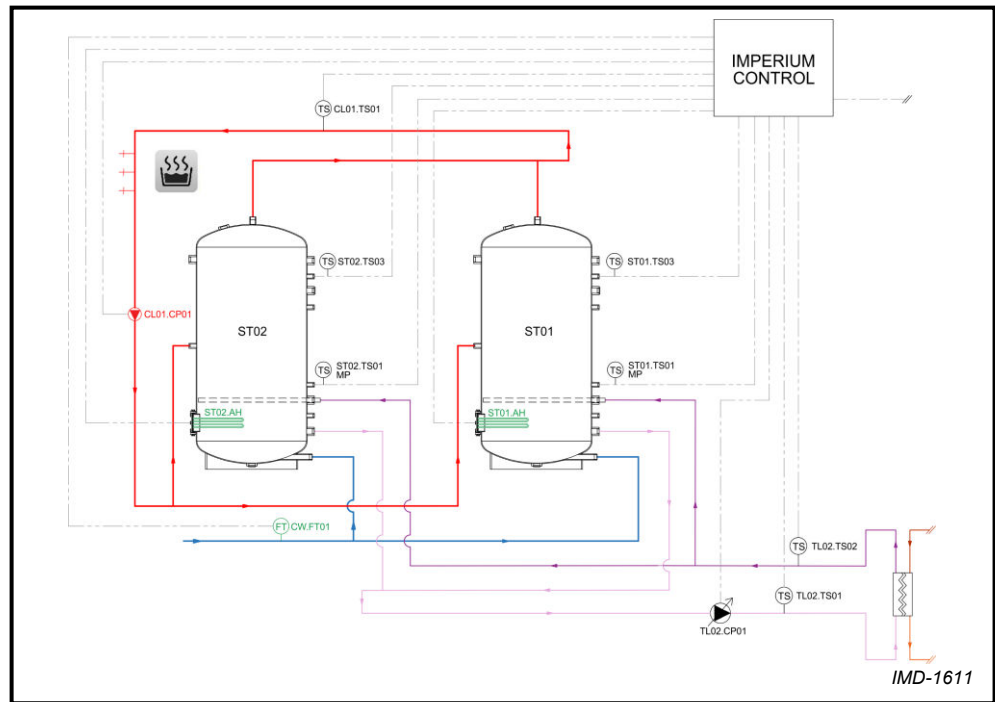 IMPERIUM
CONTROL
TS CL01.TS01
TS ST02.TS03
TS ST01.TS03
CL01.CP01
ST02
ST01
TS ST02.TS01
MP
TS ST01.TS01
MP
ST02.AH
ST01.AH
FT CW.FT01
TS TL02.TS02
TS TL02.TS01
TL02.CP01
IMD-1611